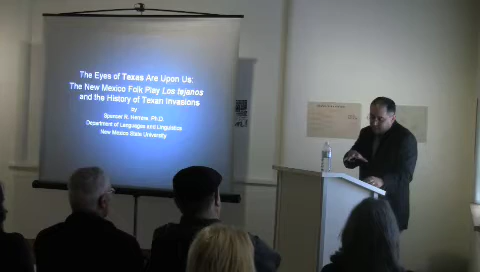 The Eyes of Texas Are Upon Us:
The New Mexico Folk Play Los tejanos
and the History of Texan Invasions
by
Spencer R. Herrera, Ph.D.
Department of Languages and Linguistics
New Mexico State University